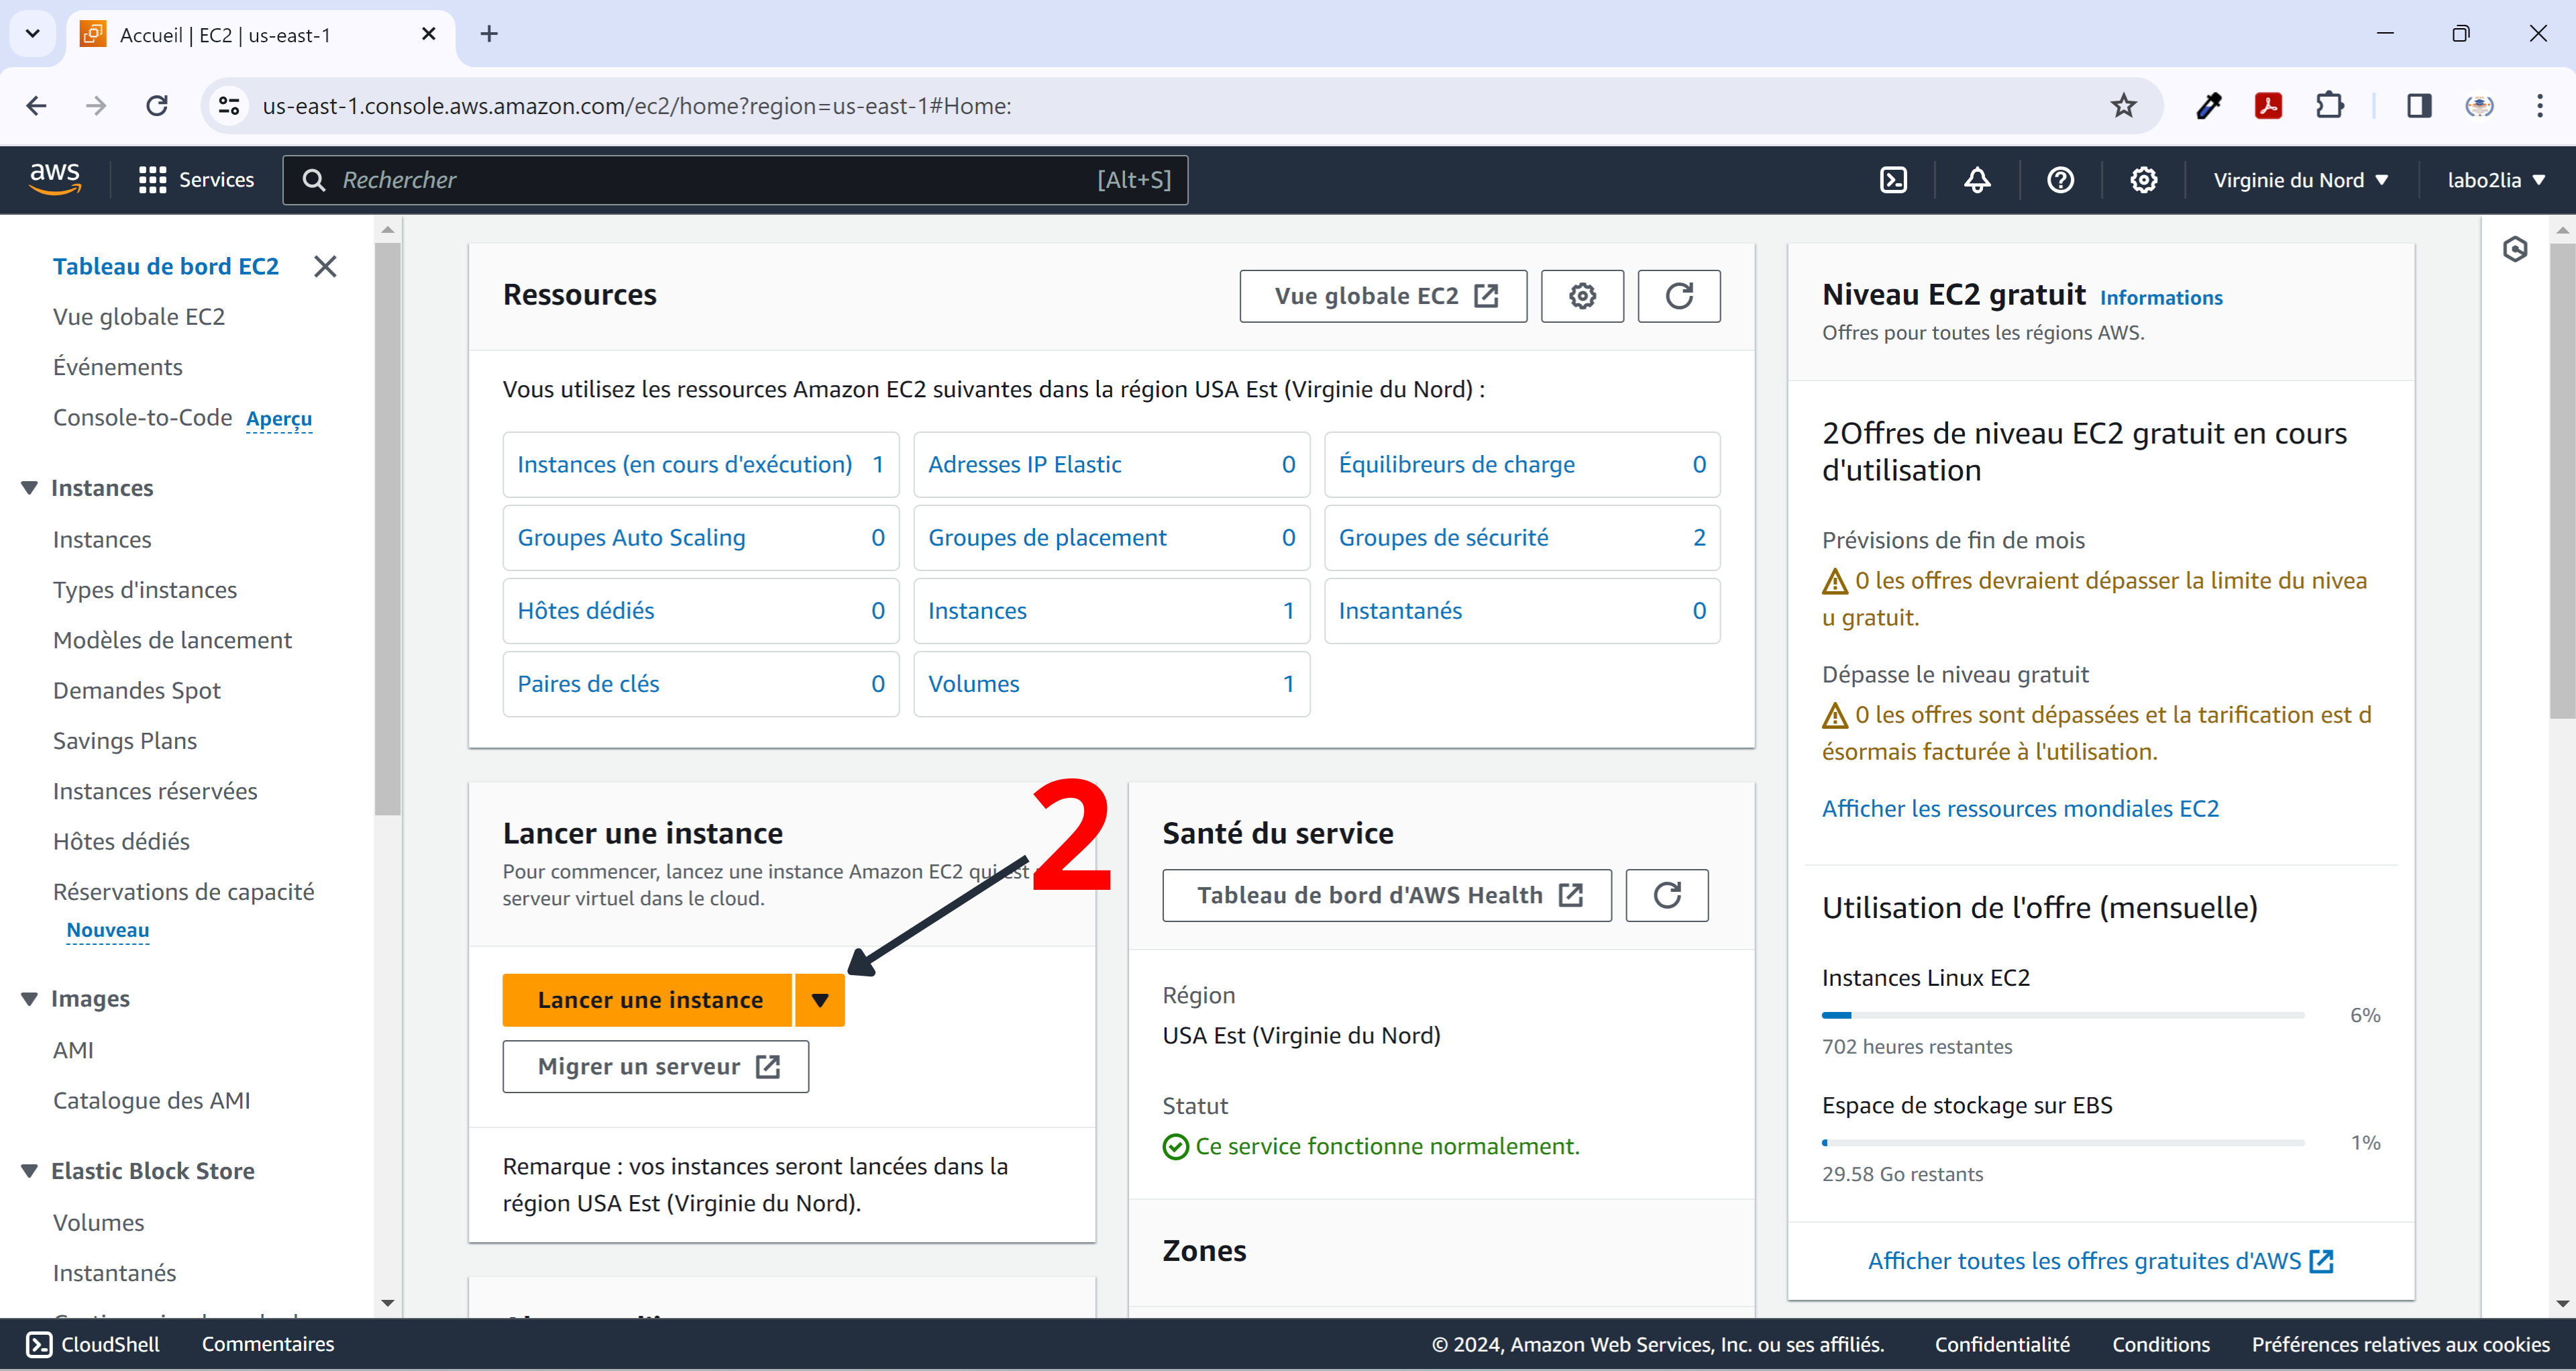 Accueil | EC2 | us-east-1
us-east-1.console.aws.amazon.com/ec2/home?region=us-east-1#Home:
aws
Services
Rechercher
[Alt+S]
Virginie du Nord
labo2lia
Tableau de bord EC2
Vue globale EC2
Événements
Console-to-Code Aperçu
Instances
Instances
Types d'instances
Modèles de lancement
Demandes Spot
Savings Plans
Instances réservées
Hôtes dédiés
Réservations de capacité
Nouveau
Images
AMI
Catalogue des AMI
Elastic Block Store
Volumes
Instantanés
Ressources
Vue globale EC2
Vous utilisez les ressources Amazon EC2 suivantes dans la région USA Est (Virginie du Nord) :
Instances (en cours d'exécution) 1
Adresses IP Elastic 0
Équilibreurs de charge 0
Groupes Auto Scaling 0
Groupes de placement 0
Groupes de sécurité 2
Hôtes dédiés 0
Instances 1
Instantanés 0
Paires de clés 0
Volumes 1
Lancer une instance
2
Pour commencer, lancez une instance Amazon EC2 qui est
serveur virtuel dans le cloud.
Lancer une instance
Migrer un serveur
Remarque : vos instances seront lancées dans la
région USA Est (Virginie du Nord).
Santé du service
Tableau de bord d'AWS Health
Région
USA Est (Virginie du Nord)
Statut
Ce service fonctionne normalement.
Zones
Niveau EC2 gratuit Informations
Offres pour toutes les régions AWS.
2Offres de niveau EC2 gratuit en cours
d'utilisation
Prévisions de fin de mois
0 les offres devraient dépasser la limite du nivea
u gratuit.
Dépasse le niveau gratuit
0 les offres sont dépassées et la tarification est d
ésormais facturée à l'utilisation.
Afficher les ressources mondiales EC2
Utilisation de l'offre (mensuelle)
Instances Linux EC2
6%
702 heures restantes
Espace de stockage sur EBS
1%
29.58 Go restants
Afficher toutes les offres gratuites d'AWS
CloudShell
Commentaires
© 2024, Amazon Web Services, Inc. ou ses affiliés.
Confidentialité
Conditions
Préférences relatives aux cookies